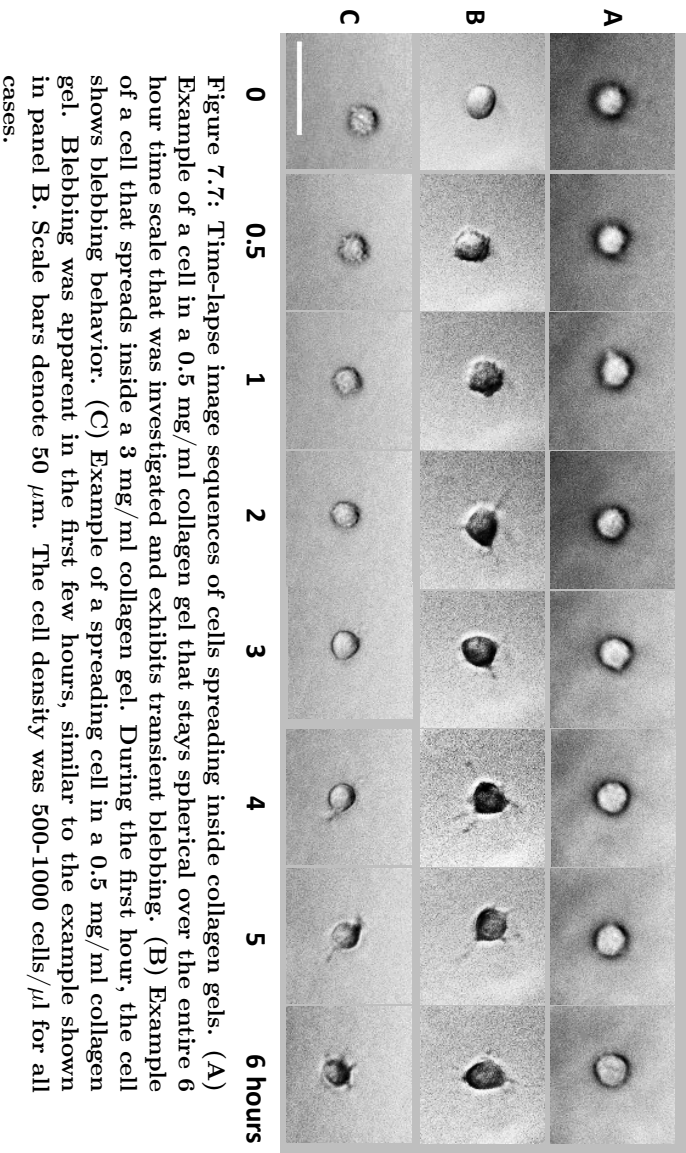 A
B
C
0 0.5 1 2 3 4 5 6 hours
Figure 7.7: Time-lapse image sequences of cells spreading inside collagen gels. (A)
Example of a cell in a 0.5 mg/ml collagen gel that stays spherical over the entire 6
hour time scale that was investigated and exhibits transient blebbing. (B) Example
of a cell that spreads inside a 3 mg/ml collagen gel. During the first hour, the cell
shows blebbing behavior. (C) Example of a spreading cell in a 0.5 mg/ml collagen
gel. Blebbing was apparent in the first few hours, similar to the example shown
in panel B. Scale bars denote 50 μm. The cell density was 500-1000 cells/μl for all
cases.